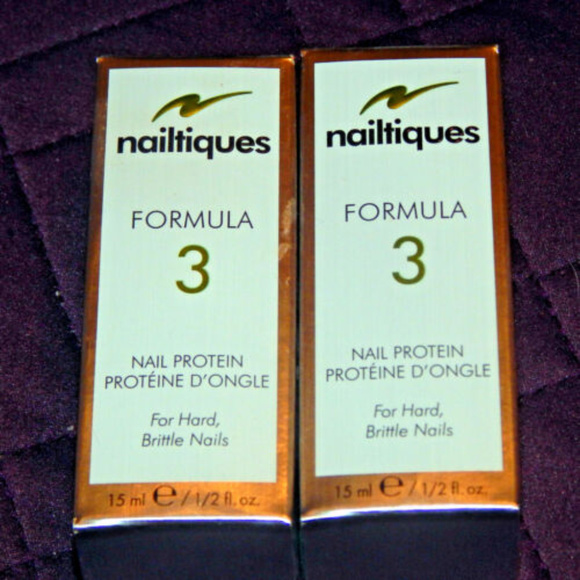 nailtiques
FORMULA
3
NAIL PROTEIN
PROTÉINE D'ONGLE
For Hard,
Brittle Nails
15 ml e / 1/2 fl. oz.
nailtiques
FORMULA
3
NAIL PROTEIN
PROTÉINE D'ONGLE
For Hard,
Brittle Nails
15 ml e / 1/2 fl. oz.